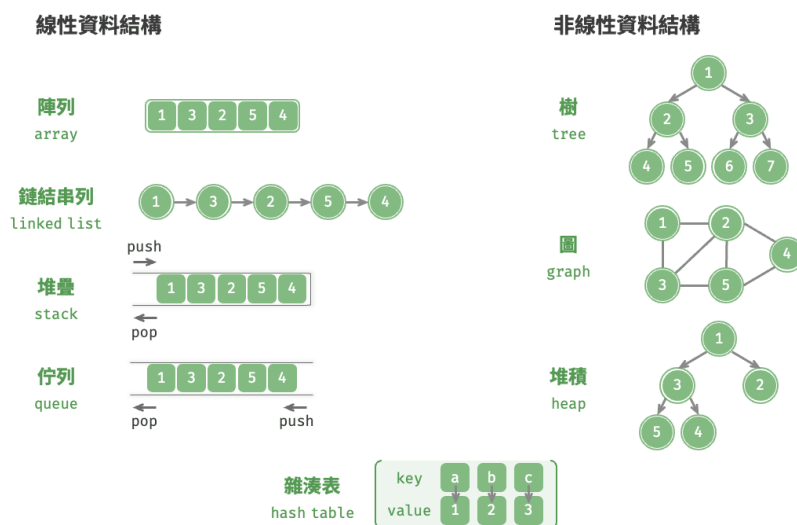 線性資料結構
非線性資料結構
陣列
array
1 3 2 5 4
鏈結串列
linked list
1 3 2 5 4
堆疊
stack
push
1 3 2 5 4
pop
佇列
queue
1 3 2 5 4
pop
push
樹
tree
1
2 3
4 5 6 7
圖
graph
1 2
4
3 5
堆積
heap
1
3 2
5 4
雜湊表
hash table
key a b c
value 1 2 3